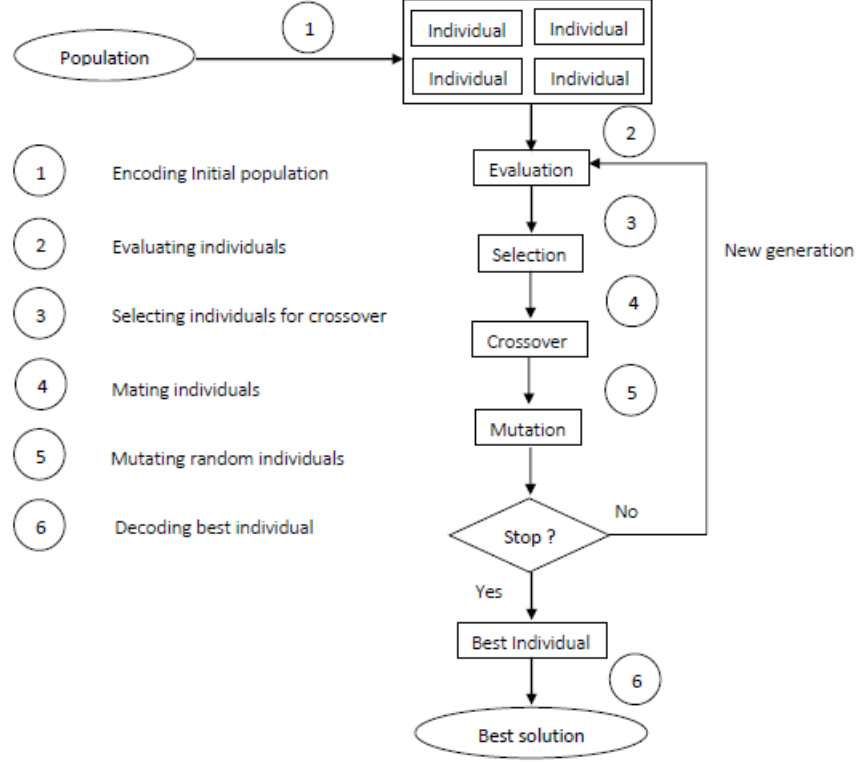 1
Individual Individual
Population
Individual Individual
2
1 Encoding Initial population
Evaluation
3
2 Evaluating individuals
Selection
New generation
4
3 Selecting individuals for crossover
Crossover
4 Mating individuals
5
Mutation
5 Mutating random individuals
No
6 Decoding best individual
Stop ?
Yes
Best Individual
6
Best solution